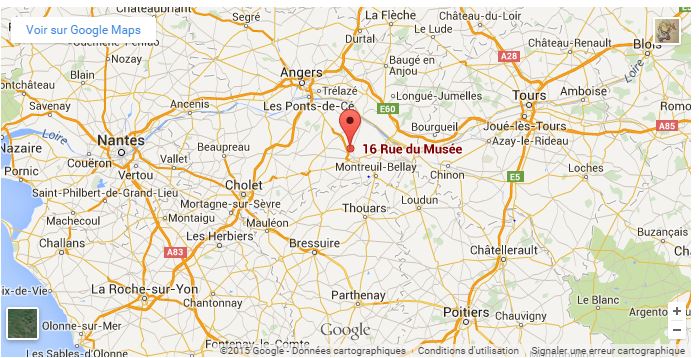 Chateaubriant
La Flèche
Château-du-Loir
Voir sur Google Maps
Segré
Le Lude
Château-Renault
Blois
Nozay
Baugé en
Anjou
A28
Loire
Angers
Trélazé
Savenay
Ancenis
Les Ponts-de-Cé
Longué-Jumelles
Tours
Amboise
E60
Loire
Nantes
Bourgueil
Joué-lès-Tours
A85
Nazaire
Beaupreau
16 Rue du Musée
Azay-le-Rideau
Couëron
Vallet
Montreuil-Bellay
Chinon
Loches
Pornic
Vertou
Cholet
E5
Saint-Philbert-de-Grand-Lieu
Mortagne-sur-Sèvre
Thouars
Loudun
Machecoul
Montaigu
Mauléon
Challans
Les Herbiers
Bressuire
Buzançais
A83
Châtellerault
La Roche-sur-Yon
Chantonnay
Parthenay
Le Blanc
Argenton-
Poitiers
Chauvigny
Olonne-sur-Mer
Google
Fontenay-le-Comte
Les Sables-d'Olonne
©2015 Google - Données cartographiques
Conditions d'utilisation
Signaler une erreur cartographique